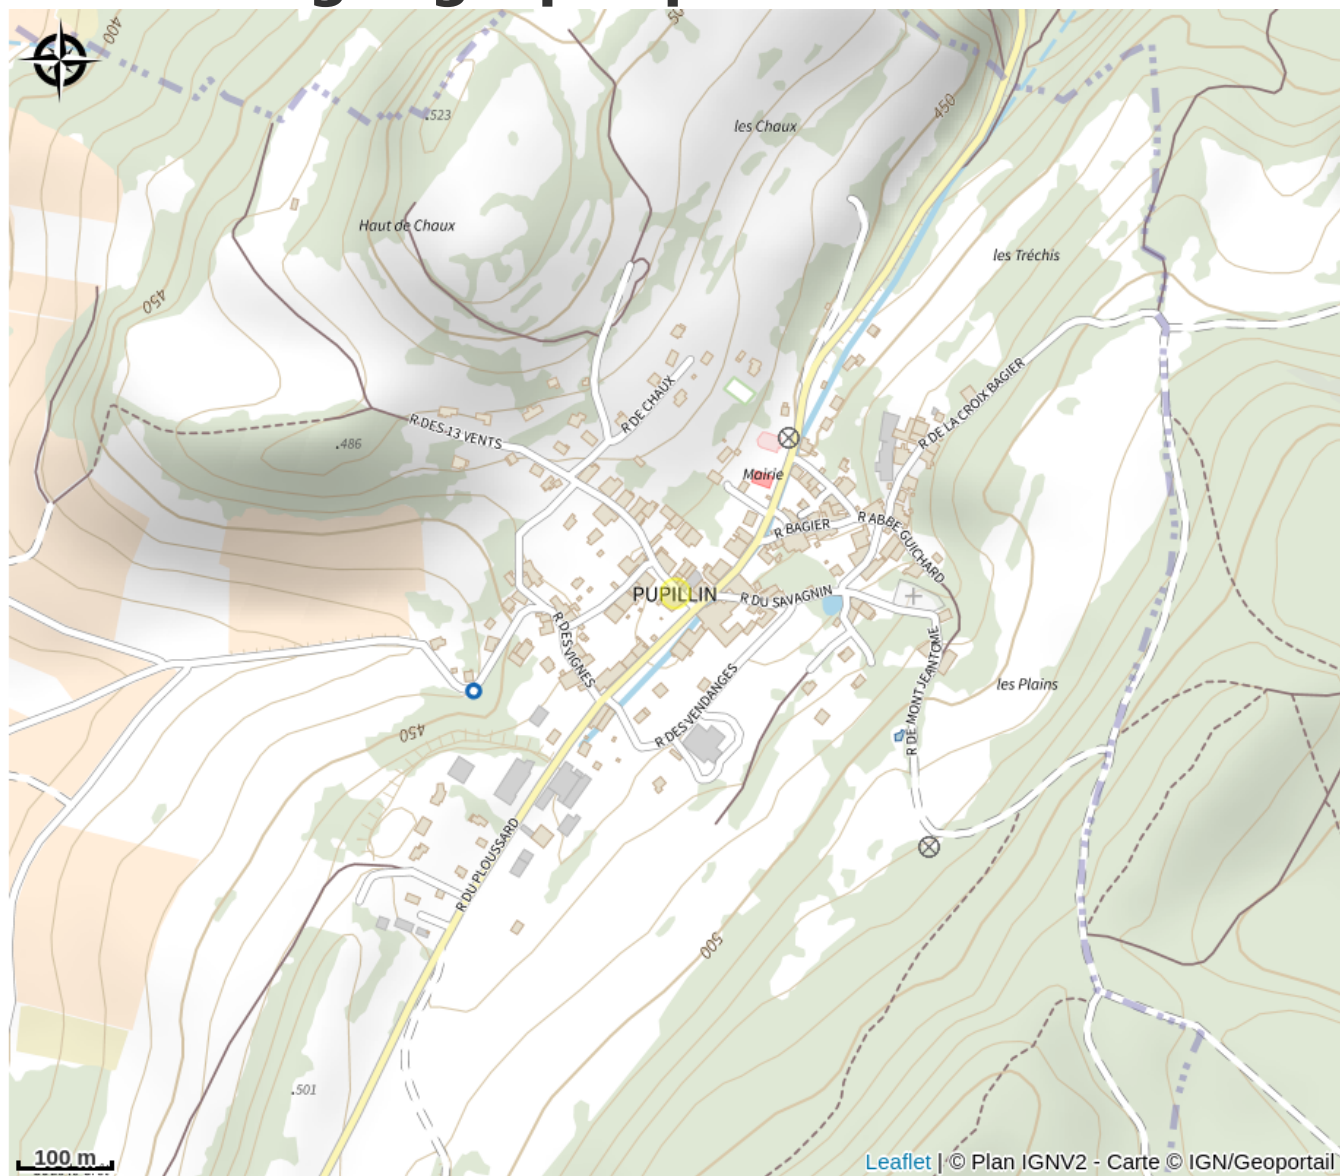 400
50
.523
les Chaux
450
Haut de Chaux
les Tréchis
450
R DE CHAUX
R DE LA CROIX BAGIER
R DES 13 VENTS
.486
Mairie
R BAGIER
R ABBE GUICHARD
PUPILLIN
R DU SAVAGNIN
R DES VIGNES
R DE MONTJEANTOME
les Plains
R DES VENDANGES
450
R DU PLOUSSARD
500
.501
100 m
Leaflet | © Plan IGNV2 - Carte © IGN/Geoportail